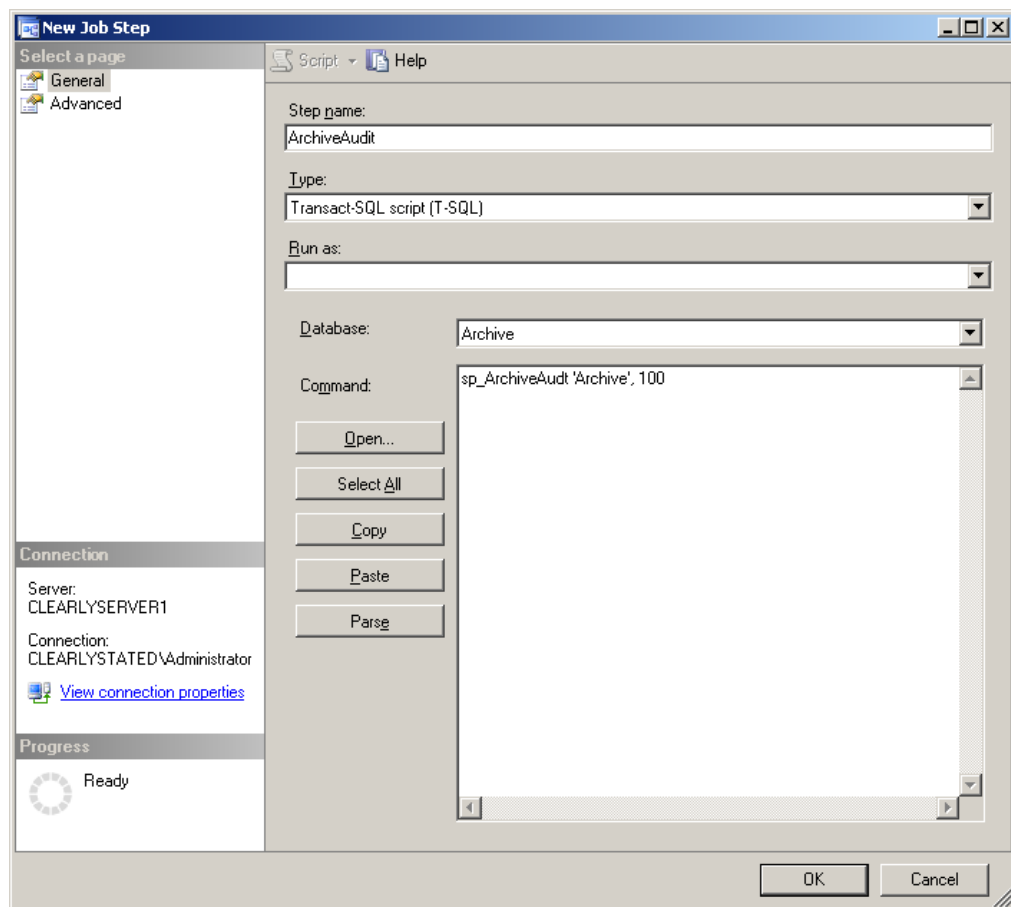 New Job Step
Select a page
General
Advanced
Script
Help
Step name:
ArchiveAudit
Type:
Transact-SQL script (T-SQL)
Run as:
Database:
Archive
Command:
sp_ArchiveAudt 'Archive', 100
Open...
Select All
Copy
Paste
Parse
Connection
Server:
CLEARLYSERVER1
Connection:
CLEARLYSTATED\Administrator
View connection properties
Progress
Ready
OK
Cancel